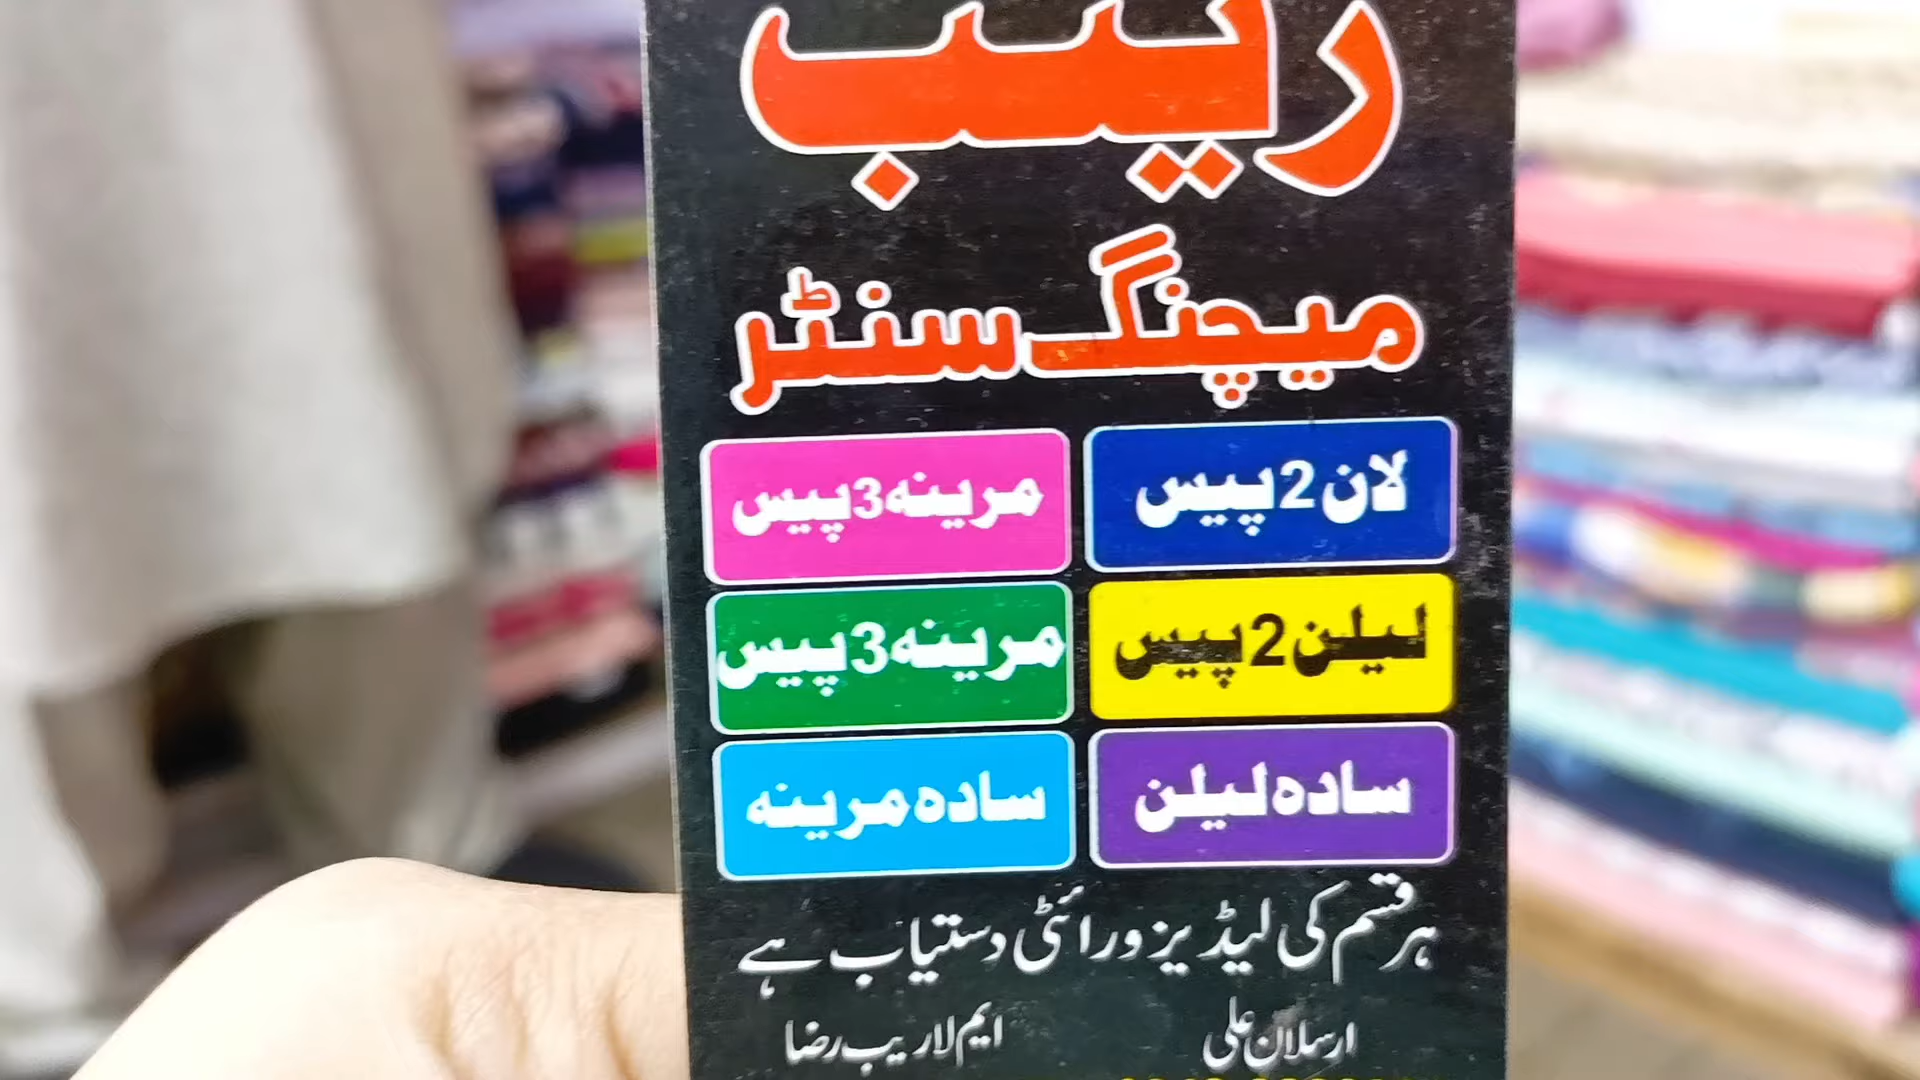 میچنگ سنٹر
لان 2 پیس
مرینہ 3 پیس
لیلن 2 پیس
مرینہ 3 پیس
سادہ لیلن
سادہ مرینہ
ہر قسم کی لیڈیز ورائٹی دستیاب ہے
ارسلان علی
ایم لاریب رضا